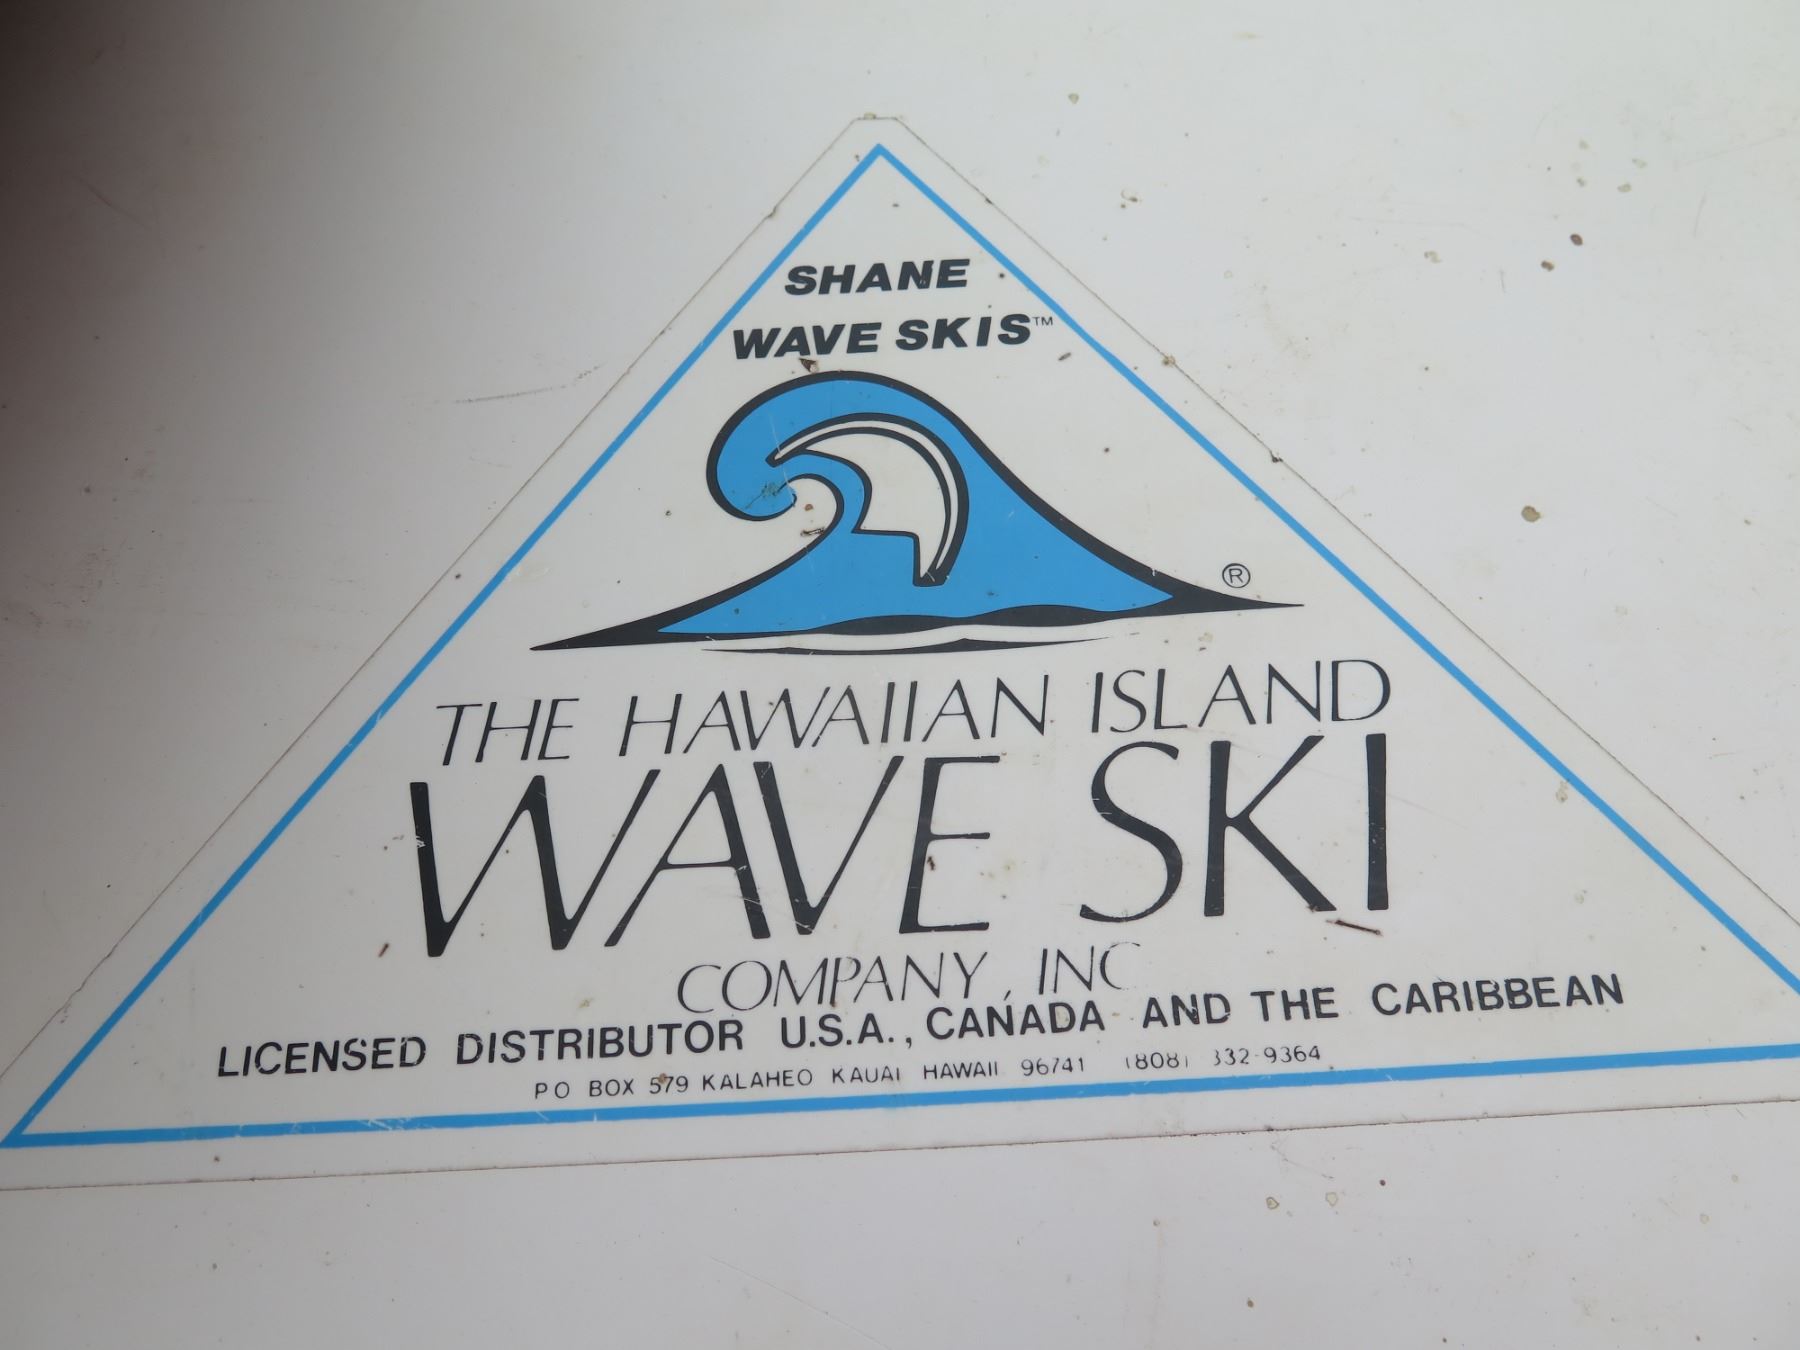 SHANE
WAVE SKIS™
®
THE HAWAIIAN ISLAND
WAVE SKI
COMPANY, INC
LICENSED DISTRIBUTOR U.S.A., CANADA AND THE CARIBBEAN
PO BOX 579 KALAHEO KAUAI HAWAII 96741 (808) 332-9364